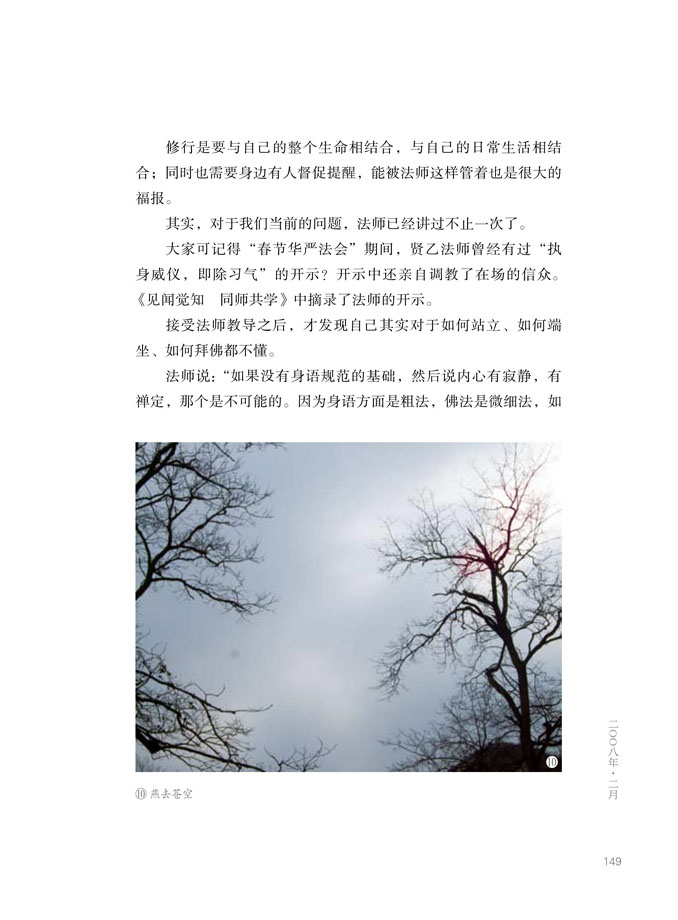 修行是要与自己的整个生命相结合，与自己的日常生活相结
合；同时也需要身边有人督促提醒，能被法师这样管着也是很大的
福报。
其实，对于我们当前的问题，法师已经讲过不止一次了。
大家可记得“春节华严法会”期间，贤乙法师曾经有过“执
身威仪，即除习气”的开示？开示中还亲自调教了在场的信众。
《见闻觉知　同师共学》中摘录了法师的开示。
接受法师教导之后，才发现自己其实对于如何站立、如何端
坐、如何拜佛都不懂。
法师说：“如果没有身语规范的基础，然后说内心有寂静，有
禅定，那个是不可能的。因为身语方面是粗法，佛法是微细法，如
⑩
⑩ 燕去苍空
二〇〇八年·二月
149